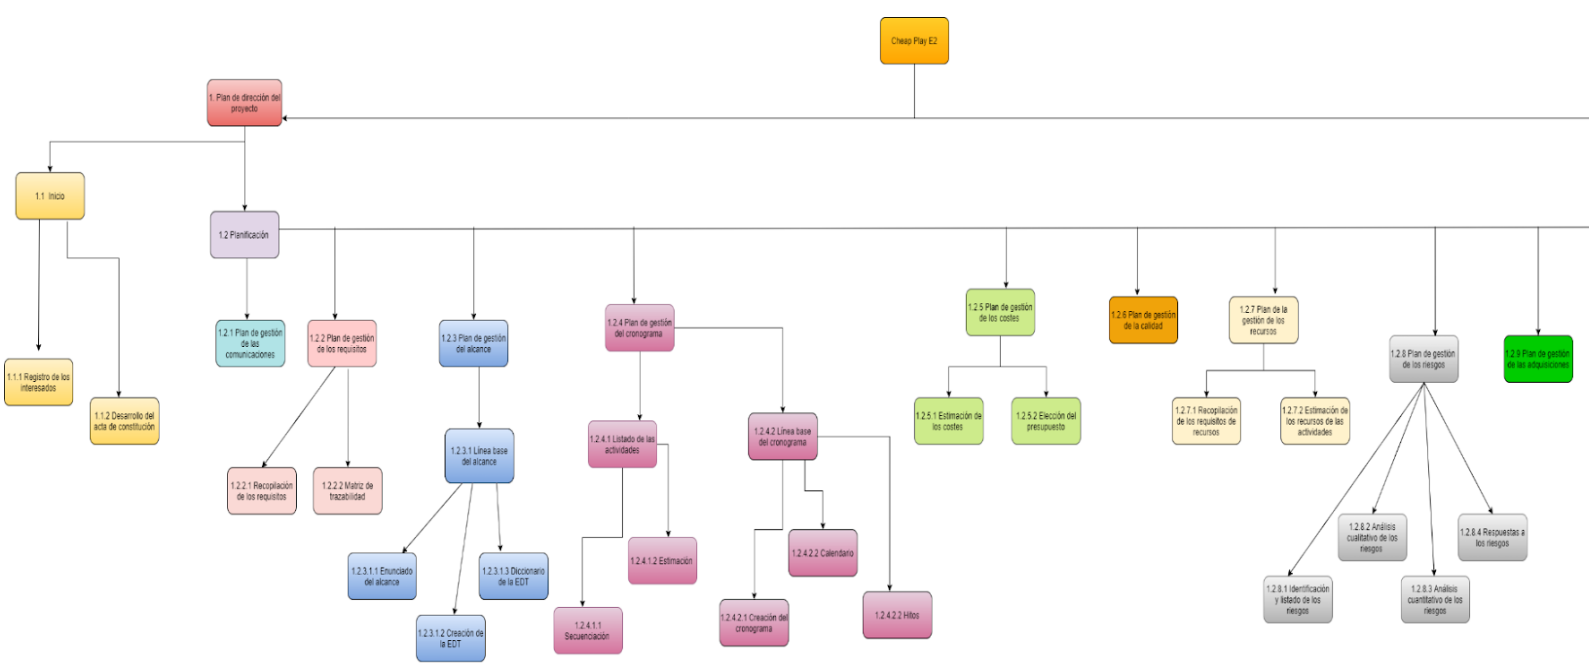 Cheap Play E2
1. Plan de dirección del
proyecto
1.1 Inicio
1.2 Planificación
1.1.1 Registro de los
interesados
1.1.2 Desarrollo del
acta de constitución
1.2.1 Plan de gestión
de las
comunicaciones
1.2.2 Plan de gestión
de los requisitos
1.2.2.1 Recopilación
de los requisitos
1.2.2.2 Matriz de
trazabilidad
1.2.3 Plan de gestión
del alcance
1.2.3.1 Línea base
del alcance
1.2.3.1.1 Enunciado
del alcance
1.2.3.1.2 Creación de
la EDT
1.2.3.1.3 Diccionario
de la EDT
1.2.4 Plan de gestión
del cronograma
1.2.4.1 Listado de las
actividades
1.2.4.1.1
Secuenciación
1.2.4.1.2 Estimación
1.2.4.2 Línea base
del cronograma
1.2.4.2.1 Creación del
cronograma
1.2.4.2.2 Calendario
1.2.4.2.2 Hitos
1.2.5 Plan de gestión
de los costes
1.2.5.1 Estimación de
los costes
1.2.5.2 Elección del
presupuesto
1.2.6 Plan de gestión
de la calidad
1.2.7 Plan de la
gestión de los
recursos
1.2.7.1 Recopilación
de los requisitos de
recursos
1.2.7.2 Estimación de
los recursos de las
actividades
1.2.8 Plan de gestión
de los riesgos
1.2.8.1 Identificación
y listado de los
riesgos
1.2.8.2 Análisis
cualitativo de los
riesgos
1.2.8.3 Análisis
cuantitativo de los
riesgos
1.2.8.4 Respuestas a
los riesgos
1.2.9 Plan de gestión
de las adquisiciones